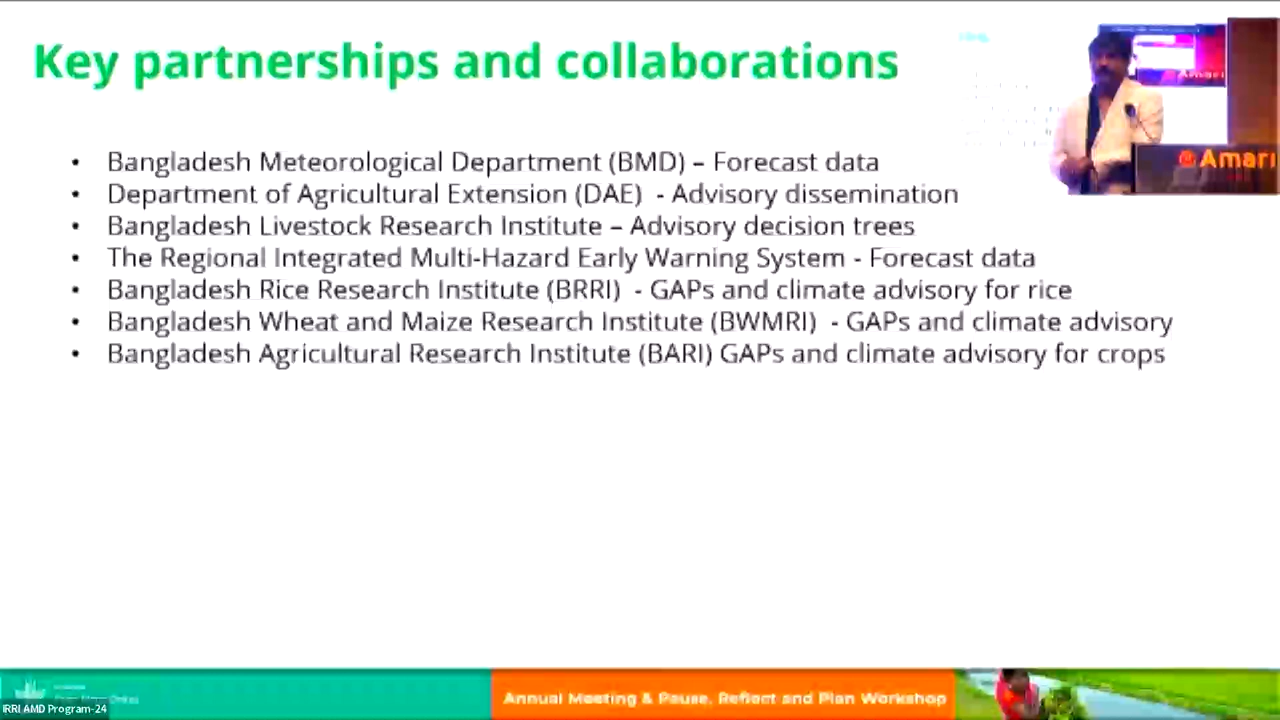 Key partnerships and collaborations
• Bangladesh Meteorological Department (BMD) – Forecast data
• Department of Agricultural Extension (DAE)  - Advisory dissemination
• Bangladesh Livestock Research Institute – Advisory decision trees
• The Regional Integrated Multi-Hazard Early Warning System - Forecast data
• Bangladesh Rice Research Institute (BRRI)  - GAPs and climate advisory for rice
• Bangladesh Wheat and Maize Research Institute (BWMRI)  - GAPs and climate advisory
• Bangladesh Agricultural Research Institute (BARI) GAPs and climate advisory for crops
Amari
Annual Meeting & Pause, Reflect and Plan Workshop
IRRI AMD Program-24